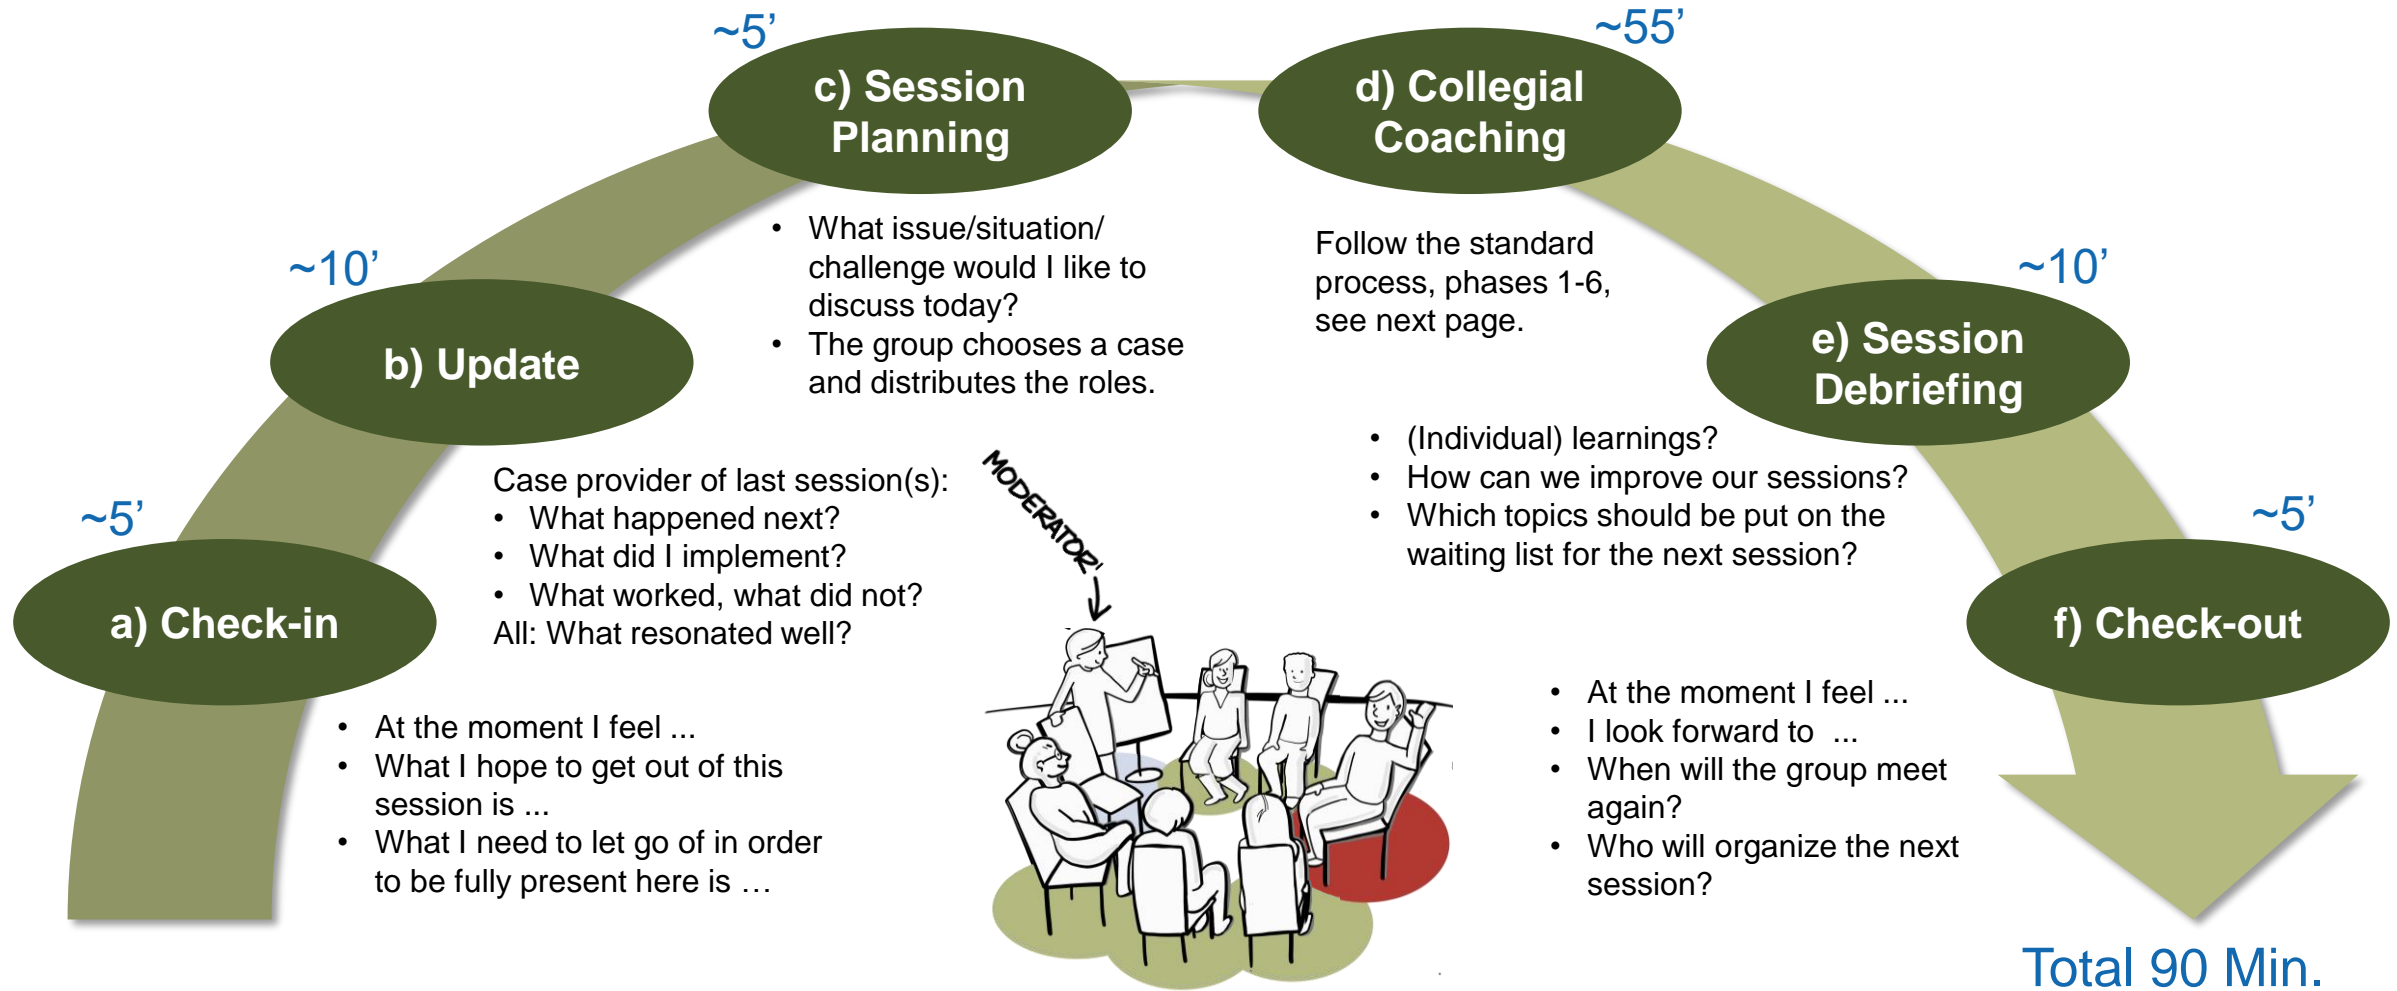 ~5’
a) Check-in
• At the moment I feel ...
• What I hope to get out of this
session is ...
• What I need to let go of in order
to be fully present here is …
~10’
b) Update
Case provider of last session(s):
• What happened next?
• What did I implement?
• What worked, what did not?
All: What resonated well?
~5’
c) Session
Planning
• What issue/situation/
challenge would I like to
discuss today?
• The group chooses a case
and distributes the roles.
MODERATOR
~55’
d) Collegial
Coaching
Follow the standard
process, phases 1-6,
see next page.
~10’
e) Session
Debriefing
• (Individual) learnings?
• How can we improve our sessions?
• Which topics should be put on the
waiting list for the next session?
~5’
f) Check-out
• At the moment I feel ...
• I look forward to ...
• When will the group meet
again?
• Who will organize the next
session?
Total 90 Min.